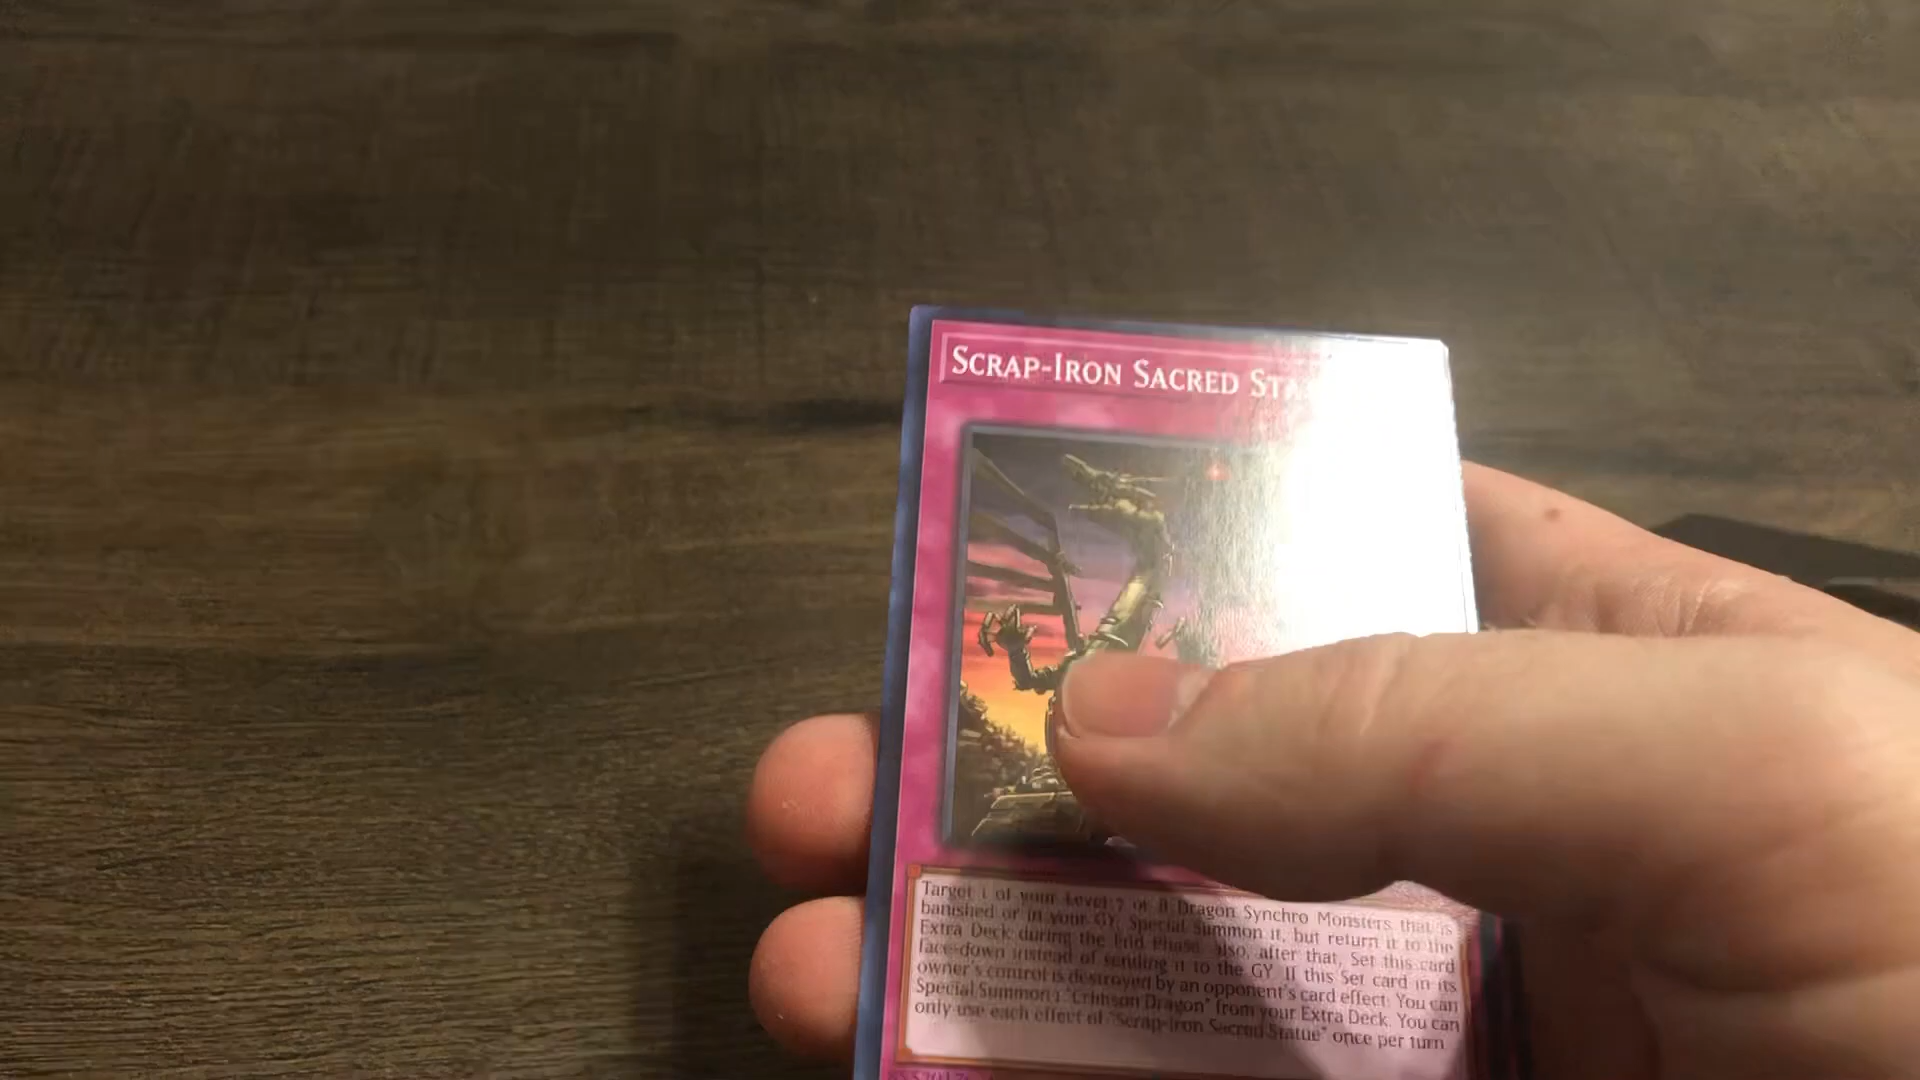 SCRAP-IRON SACRED STA
Target 1 of your Level 7 or 8 Dragon Synchro Monsters that is
banished or in your GY; Special Summon it, but return it to the
Extra Deck during the End Phase, also, after that, Set this card
face-down instead of sending it to the GY. If this Set card in its
owner's control is destroyed by an opponent's card effect: You can
Special Summon 1 "Crimson Dragon" from your Extra Deck. You can
only use each effect of "Scrap-Iron Sacred Statue" once per turn.